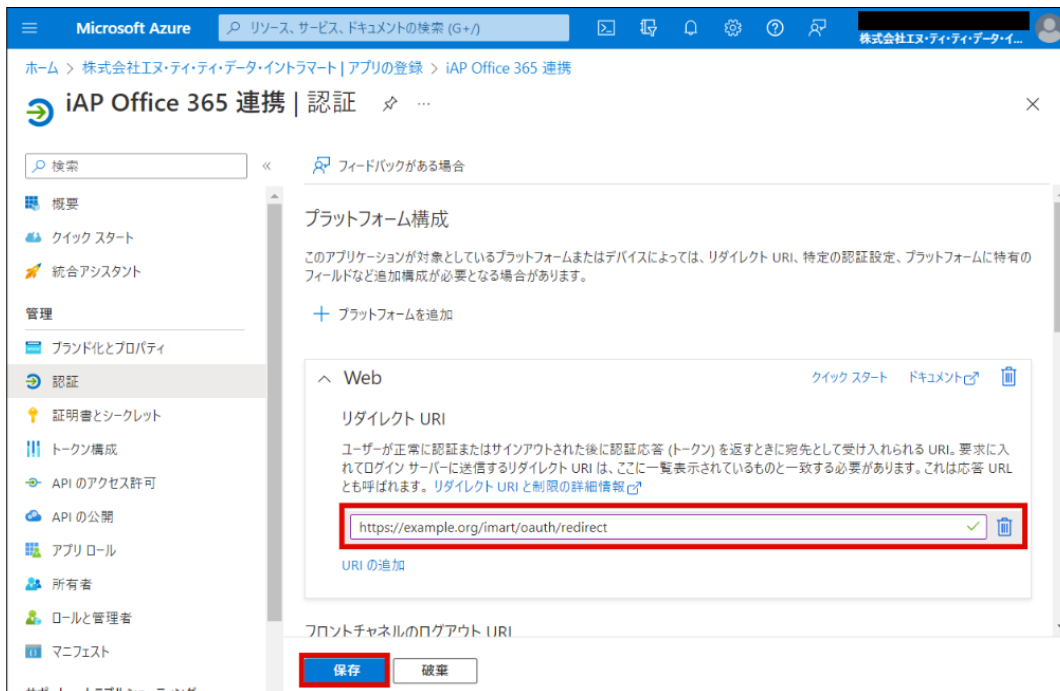 Microsoft Azure
リソース、サービス、ドキュメントの検索 (G+/)
株式会社エヌ・ティ・ティ・データ・イ...
ホーム > 株式会社エヌ・ティ・ティ・データ・イントラマート | アプリの登録 > iAP Office 365 連携
iAP Office 365 連携 | 認証
検索
フィードバックがある場合
概要
クイック スタート
統合アシスタント
管理
ブランド化とプロパティ
認証
証明書とシークレット
トークン構成
API のアクセス許可
API の公開
アプリ ロール
所有者
ロールと管理者
マニフェスト
プラットフォーム構成
このアプリケーションが対象としているプラットフォームまたはデバイスによっては、リダイレクト URI、特定の認証設定、プラットフォームに特有の
フィールドなど追加構成が必要となる場合があります。
プラットフォームを追加
Web
クイック スタート
ドキュメント
リダイレクト URI
ユーザーが正常に認証またはサインアウトされた後に認証応答 (トークン) を返すときに宛先として受け入れられる URI。要求に入
れてログイン サーバーに送信するリダイレクト URI は、ここに一覧表示されているものと一致する必要があります。これは応答 URL
とも呼ばれます。リダイレクト URI と制限の詳細情報
https://example.org/imart/oauth/redirect
URI の追加
フロントチャネルのログアウト URL
保存
破棄